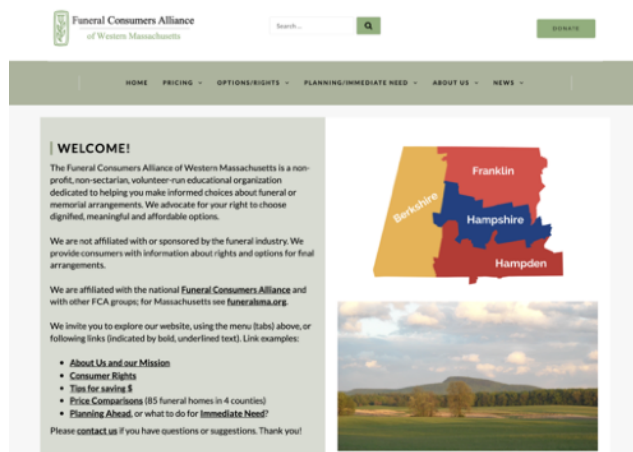 Funeral Consumers Alliance
of Western Massachusetts
Search...
DONATE
HOME PRICING OPTIONS/RIGHTS PLANNING/IMMEDIATE NEED ABOUT US NEWS
WELCOME!
The Funeral Consumers Alliance of Western Massachusetts is a non-
profit, non-sectarian, volunteer-run educational organization
dedicated to helping you make informed choices about funeral or
memorial arrangements. We advocate for your right to choose
dignified, meaningful and affordable options.
We are not affiliated with or sponsored by the funeral industry. We
provide consumers with information about rights and options for final
arrangements.
We are affiliated with the national Funeral Consumers Alliance and
with other FCA groups; for Massachusetts see funeralsma.org.
We invite you to explore our website, using the menu (tabs) above, or
following links (indicated by bold, underlined text). Link examples:
About Us and our Mission
Consumer Rights
Tips for saving $
Price Comparisons (85 funeral homes in 4 counties)
Planning Ahead, or what to do for Immediate Need?
Please contact us if you have questions or suggestions. Thank you!
Franklin
Berkshire
Hampshire
Hampden